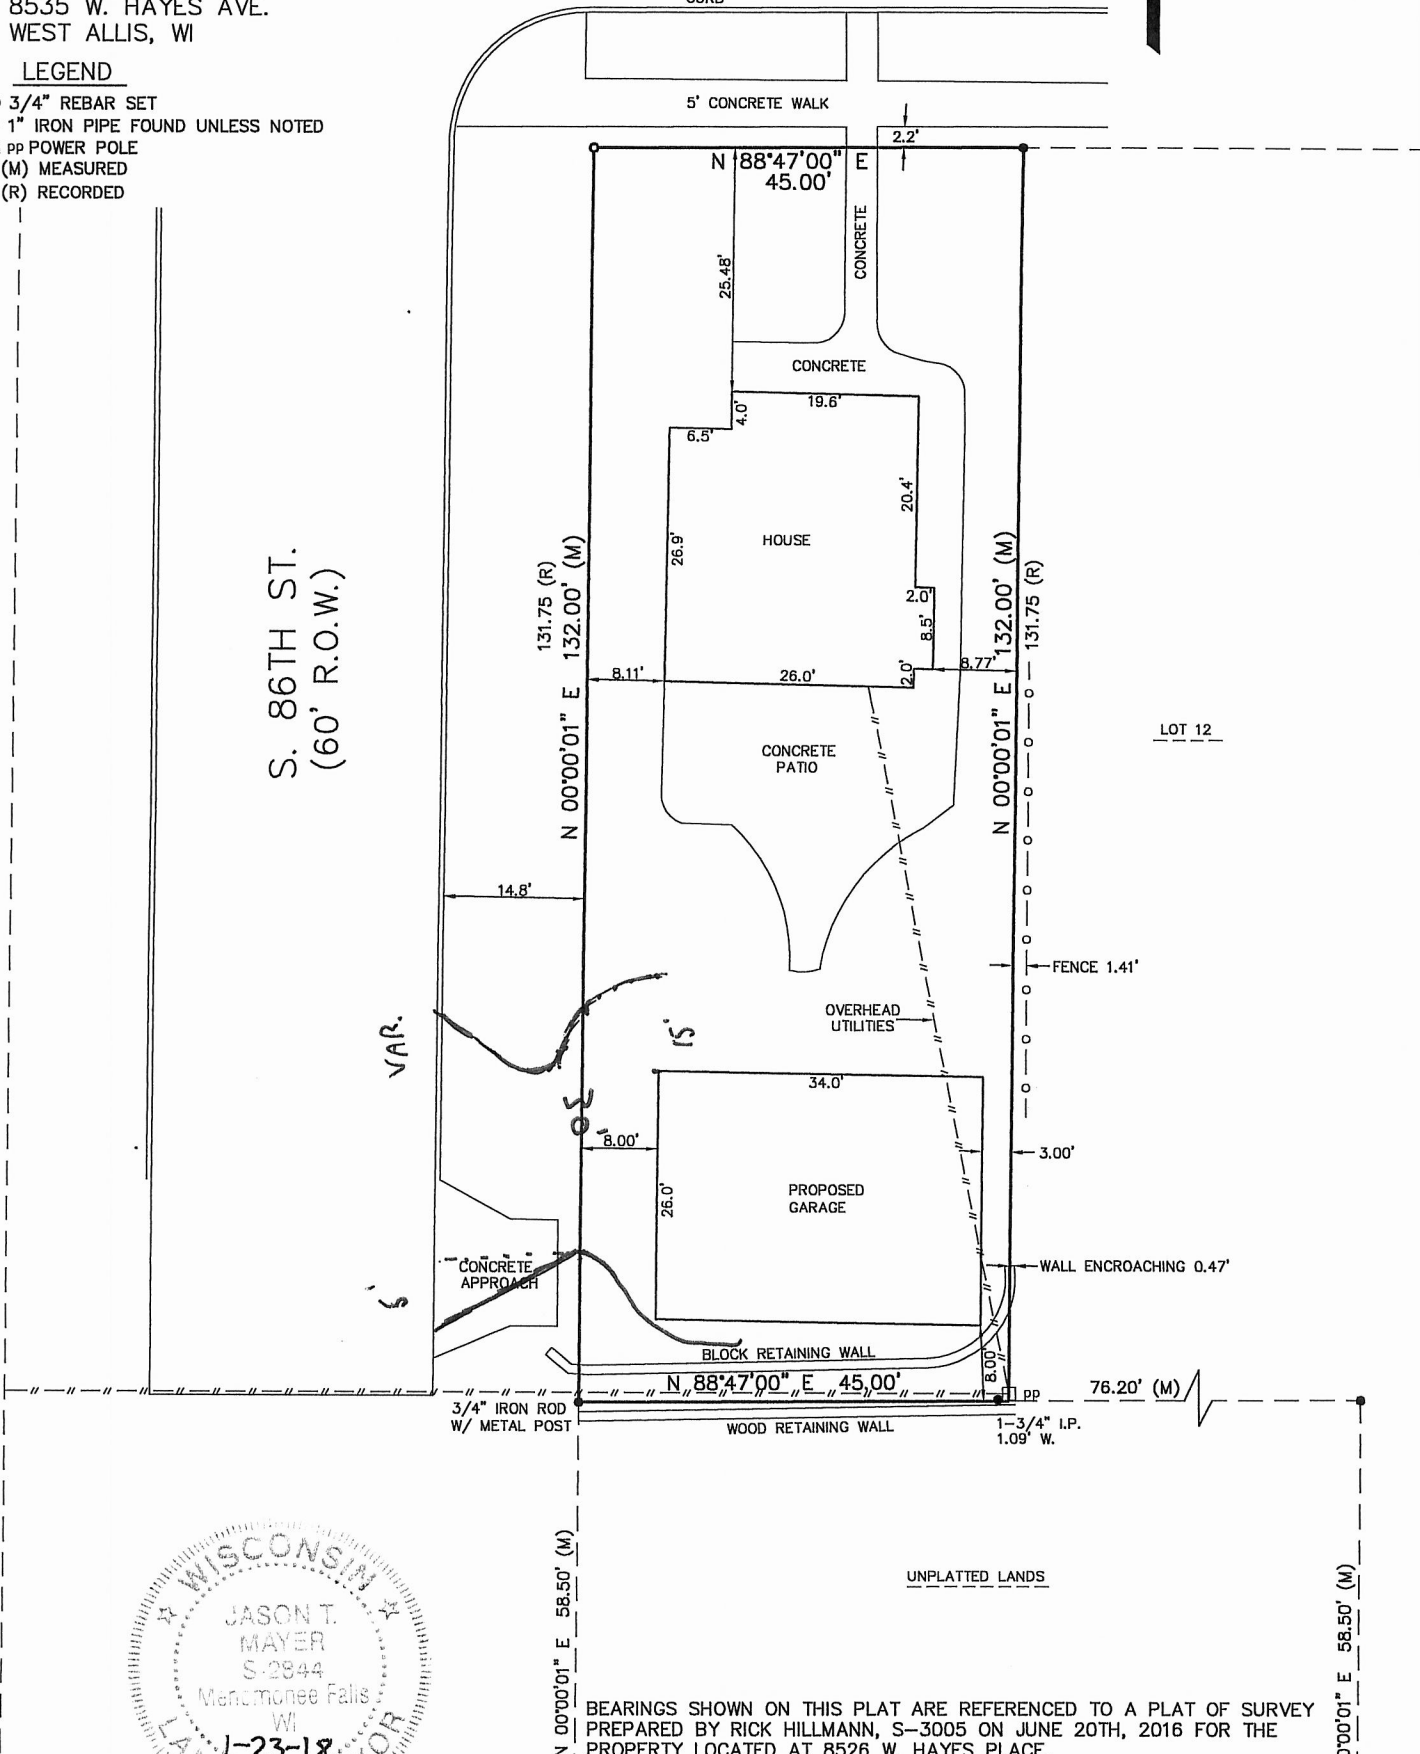 8535 W. HAYES AVE.
WEST ALLIS, WI
LEGEND
3/4" REBAR SET
1" IRON PIPE FOUND UNLESS NOTED
PP POWER POLE
(M) MEASURED
(R) RECORDED
5' CONCRETE WALK
2.2'
N 88°47'00" E
45.00'
CONCRETE
25.48'
CONCRETE
19.6'
4.0'
6.5'
20.4'
HOUSE
26.9'
2.0'
8.5'
2.0'
8.77'
8.11'
26.0'
131.75 (R)
N 00°00'01" E 132.00' (M)
N 00°00'01" E 132.00' (M)
131.75 (R)
S. 86TH ST.
(60' R.O.W.)
LOT 12
CONCRETE
PATIO
14.8'
FENCE 1.41'
OVERHEAD
UTILITIES
VAR.
15'
34.0'
30'
8.00'
3.00'
26.0'
PROPOSED
GARAGE
CONCRETE
APPROACH
WALL ENCROACHING 0.47'
BLOCK RETAINING WALL
8.00'
N 88°47'00" E 45.00'
PP
76.20' (M)
3/4" IRON ROD
W/ METAL POST
WOOD RETAINING WALL
1-3/4" I.P.
1.09' W.
WISCONSIN
JASON T.
MAYER
S-2844
Menomonee Falls
WI
1-23-18
N 00°00'01" E 58.50' (M)
UNPLATTED LANDS
00'01" E 58.50' (M)
BEARINGS SHOWN ON THIS PLAT ARE REFERENCED TO A PLAT OF SURVEY
PREPARED BY RICK HILLMANN, S-3005 ON JUNE 20TH, 2016 FOR THE
PROPERTY LOCATED AT 8526 W. HAYES PLACE